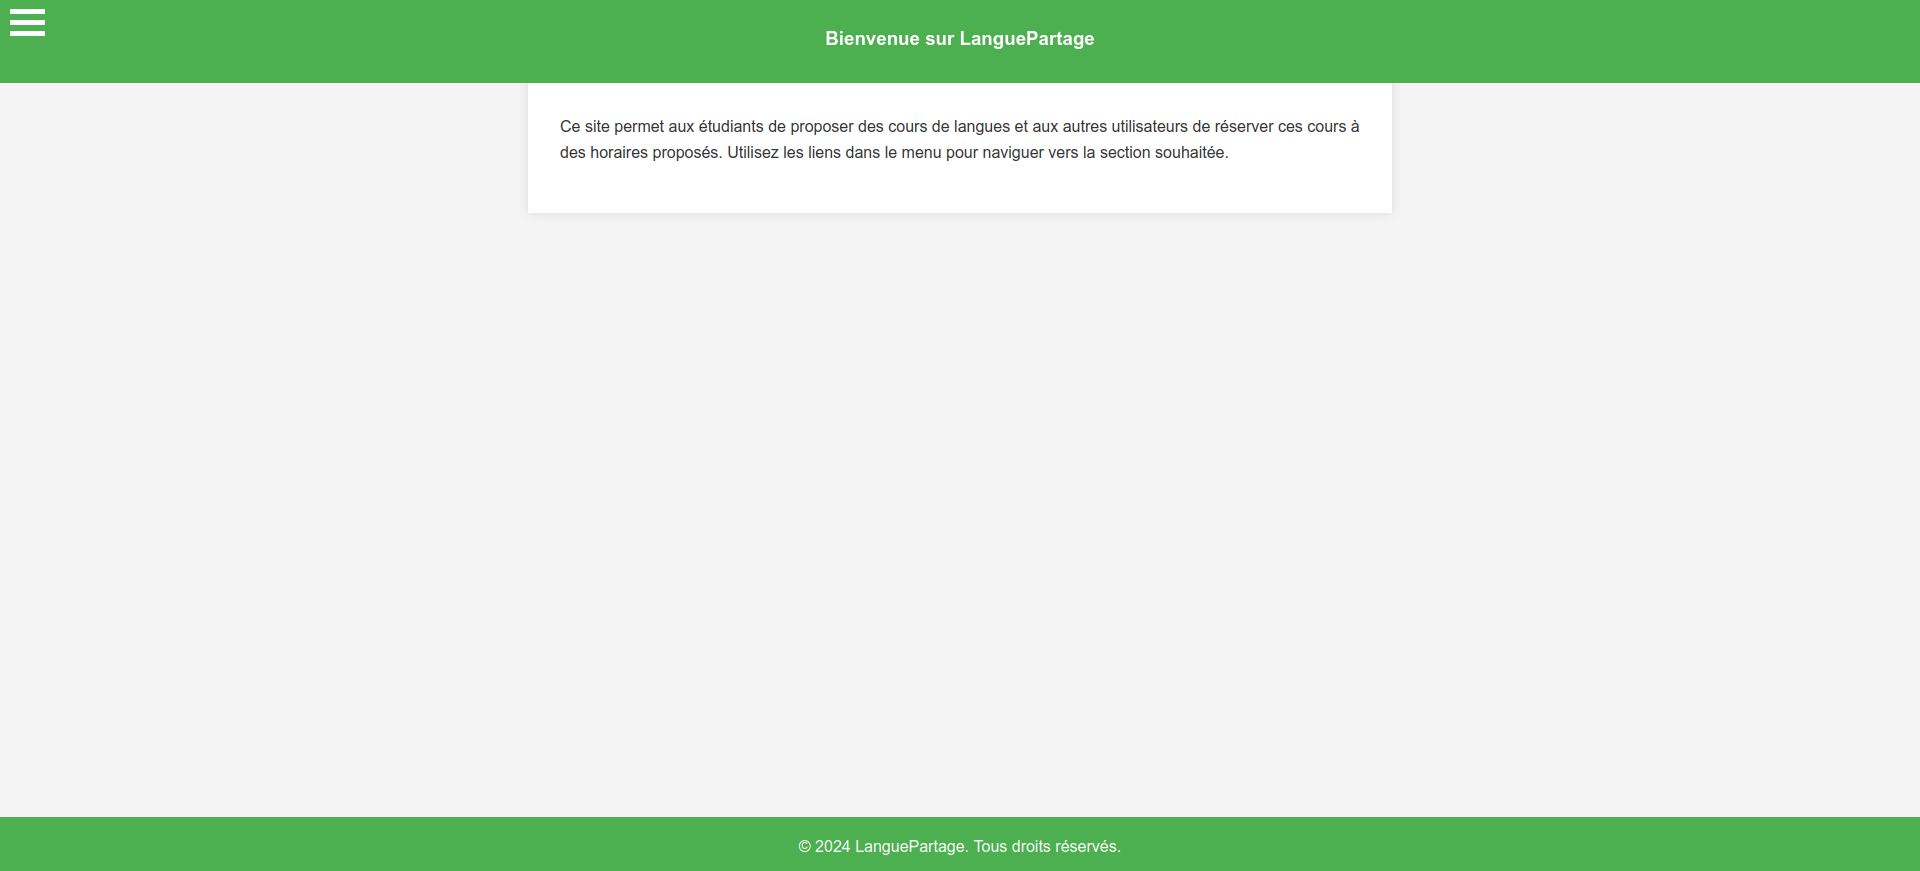 Bienvenue sur LanguePartage
Ce site permet aux étudiants de proposer des cours de langues et aux autres utilisateurs de réserver ces cours à
des horaires proposés. Utilisez les liens dans le menu pour naviguer vers la section souhaitée.
© 2024 LanguePartage. Tous droits réservés.